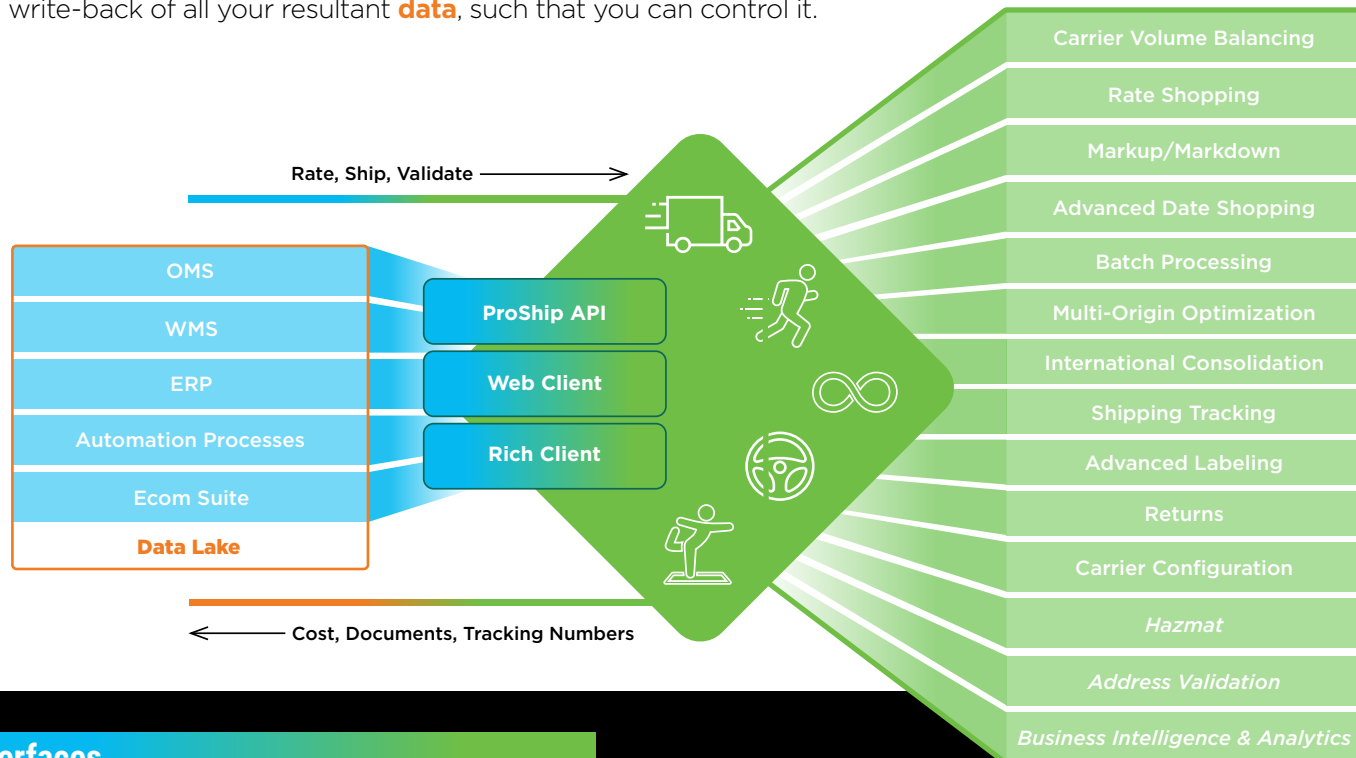 write-back of all your resultant data, such that you can control it.
Rate, Ship, Validate
OMS
WMS
ERP
Automation Processes
Ecom Suite
Data Lake
ProShip API
Web Client
Rich Client
Cost, Documents, Tracking Numbers
Carrier Volume Balancing
Rate Shopping
Markup/Markdown
Advanced Date Shopping
Batch Processing
Multi-Origin Optimization
International Consolidation
Shipping Tracking
Advanced Labeling
Returns
Carrier Configuration
Hazmat
Address Validation
Business Intelligence & Analytics